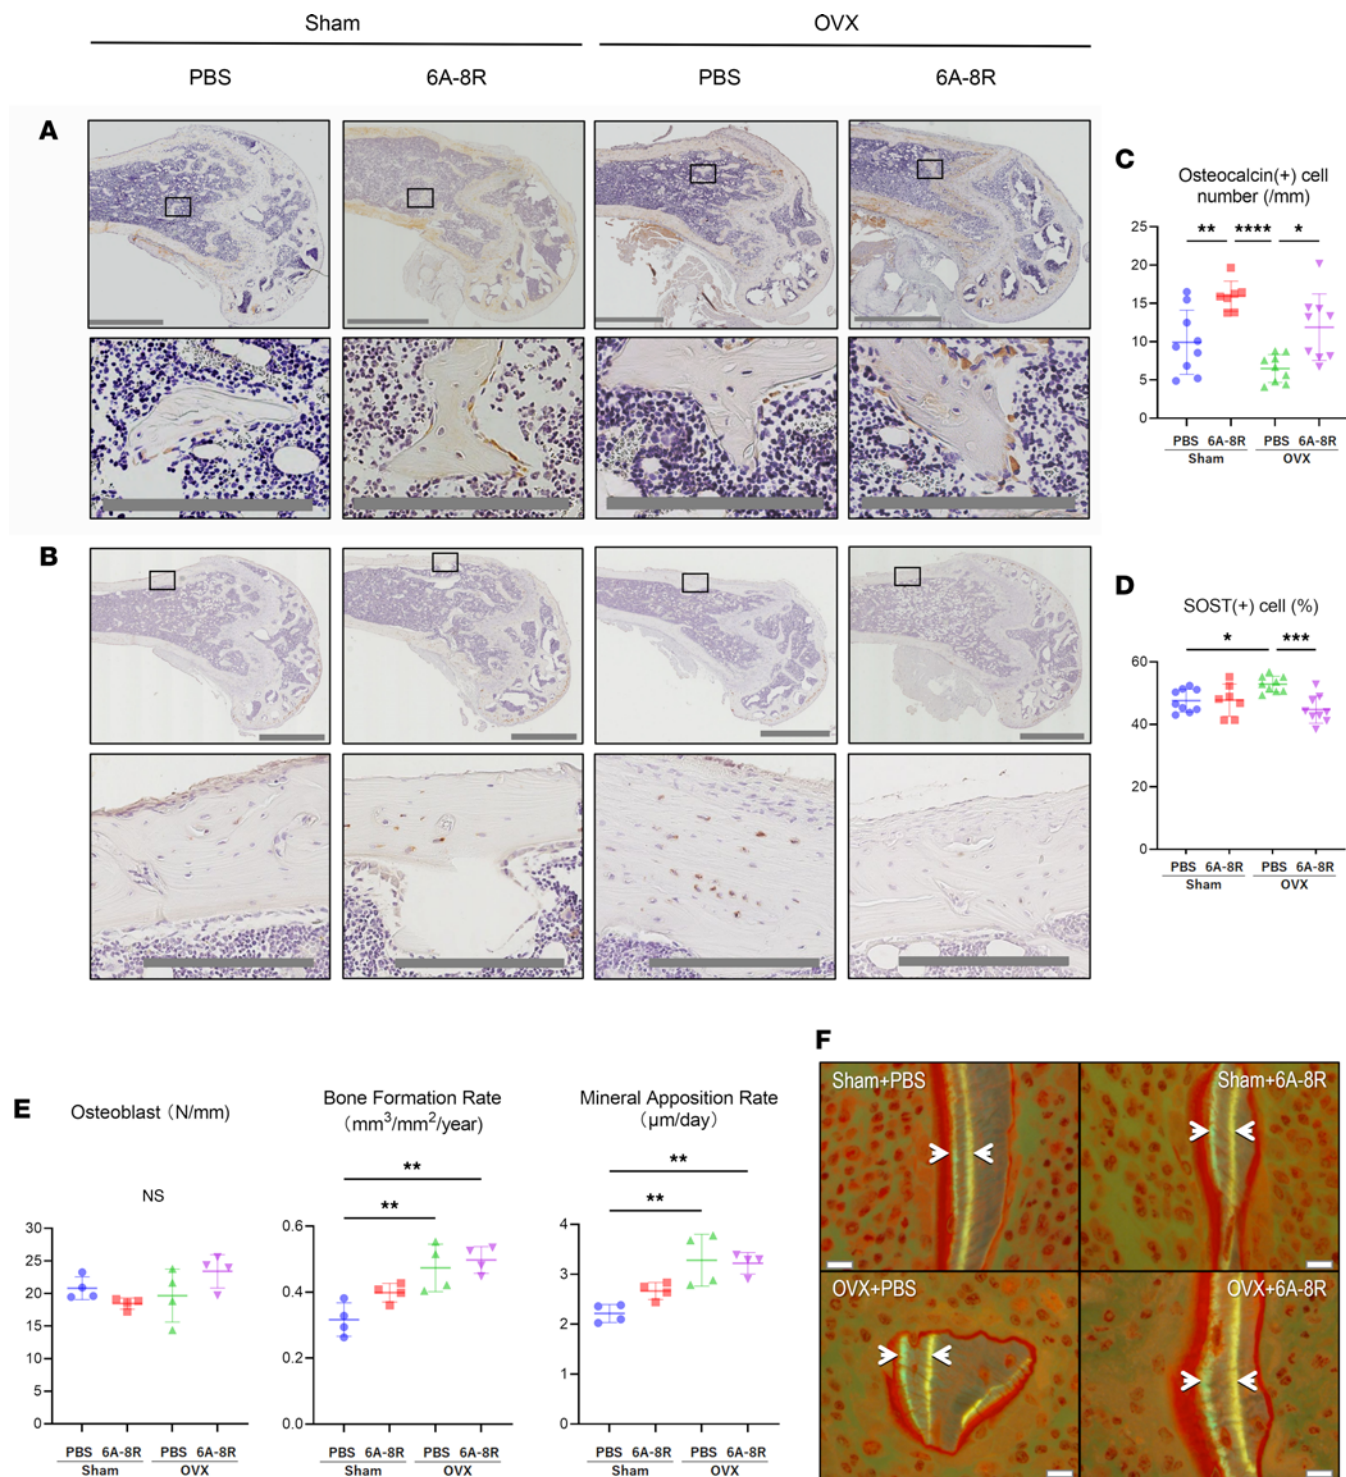 Sham OVX
PBS 6A-8R PBS 6A-8R
A
C
Osteocalcin(+) cell
number (/mm)
** **** *
25
20
15
10
5
0
PBS 6A-8R PBS 6A-8R
Sham OVX
B
D
SOST(+) cell (%)
* ***
60
40
20
0
PBS 6A-8R PBS 6A-8R
Sham OVX
E
Osteoblast (N/mm)
NS
30
25
20
15
10
5
0
PBS 6A-8R PBS 6A-8R
Sham OVX
Bone Formation Rate
(mm³/mm²/year)
**
**
0.6
0.4
0.2
0.0
PBS 6A-8R PBS 6A-8R
Sham OVX
Mineral Apposition Rate
(μm/day)
**
**
4
3
2
1
0
PBS 6A-8R PBS 6A-8R
Sham OVX
F
Sham+PBS Sham+6A-8R
OVX+PBS OVX+6A-8R